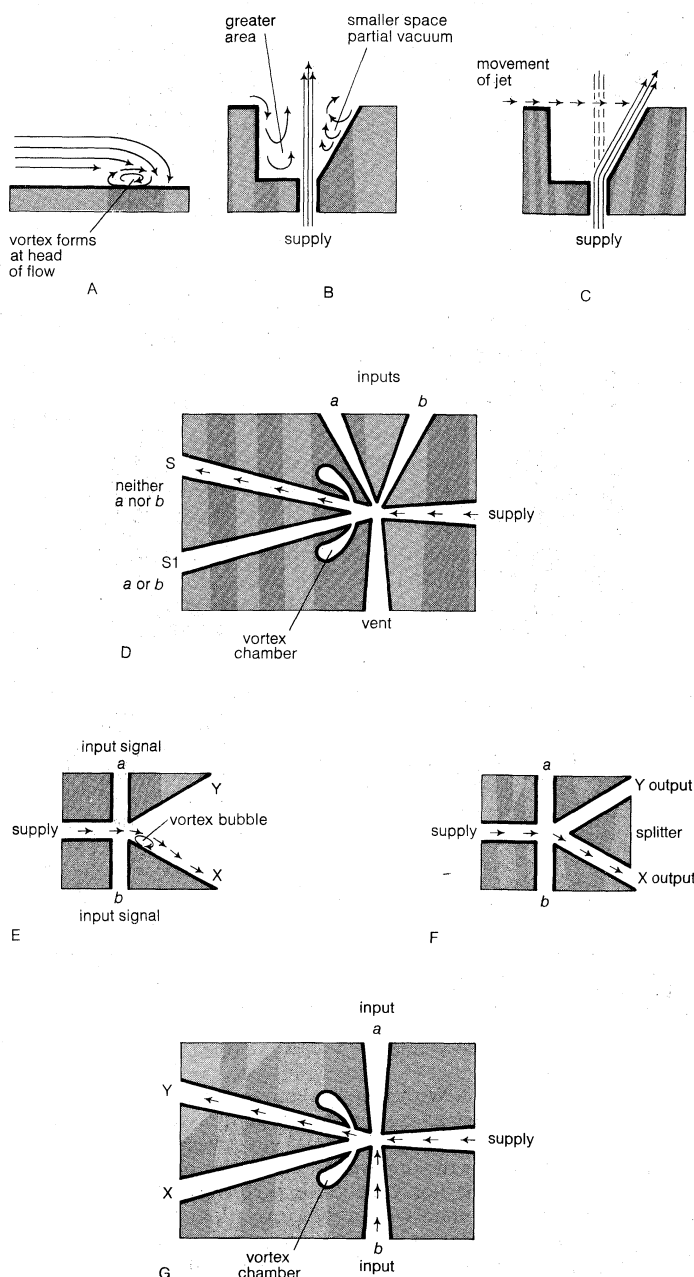 greater
area
smaller space
partial vacuum
vortex forms
at head
of flow
supply
movement
of jet
supply
A
B
C
inputs
a
b
S
neither
a nor b
supply
S1
a or b
vent
vortex
chamber
D
input signal
a
Y
vortex bubble
supply
X
b
input signal
E
a
Y output
supply
splitter
X output
b
F
input
a
Y
supply
X
vortex
chamber
b
input
G